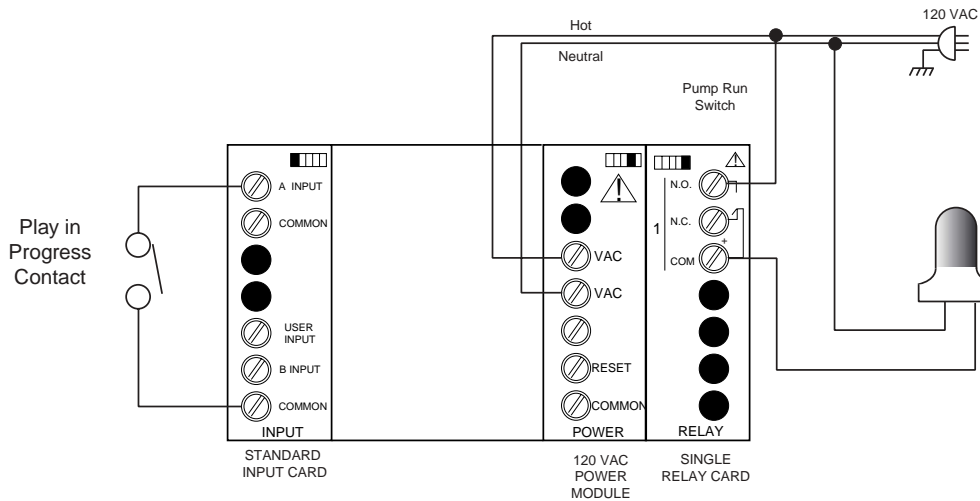 120 VAC
Hot
Neutral
Pump Run
Switch
Play in
Progress
Contact
A INPUT
COMMON
USER
INPUT
B INPUT
COMMON
INPUT
STANDARD
INPUT CARD
VAC
VAC
RESET
COMMON
POWER
120 VAC
POWER
MODULE
1
N.O.
N.C.
+
COM
RELAY
SINGLE
RELAY CARD